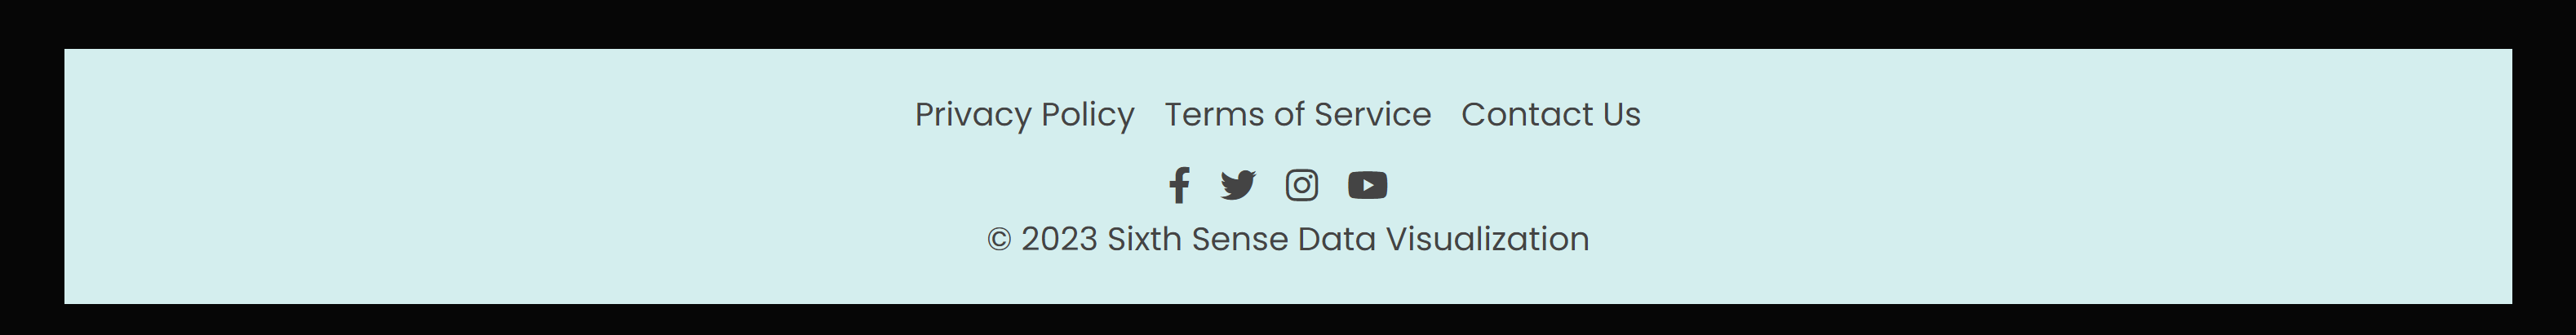 Privacy Policy Terms of Service Contact Us
© 2023 Sixth Sense Data Visualization